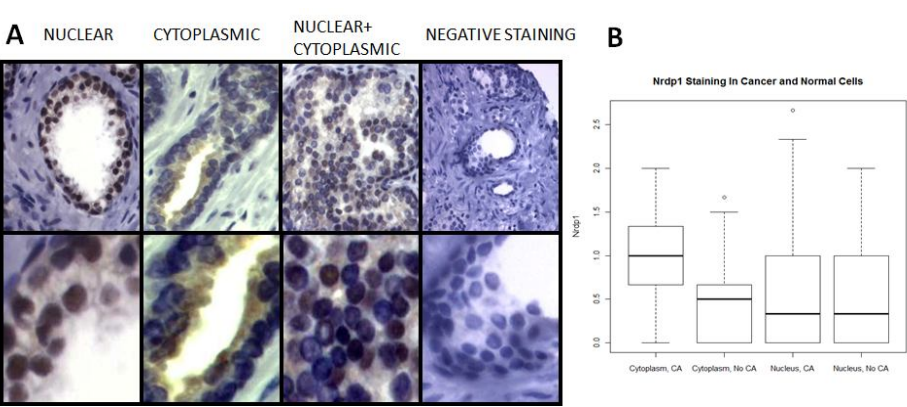 A
NUCLEAR
CYTOPLASMIC
NUCLEAR+
CYTOPLASMIC
NEGATIVE STAINING
B
Nrdp1 Staining In Cancer and Normal Cells
Nrdp1
2.5
2.0
1.5
1.0
0.5
0.0
Cytoplasm, CA
Cytoplasm, No CA
Nucleus, CA
Nucleus, No CA